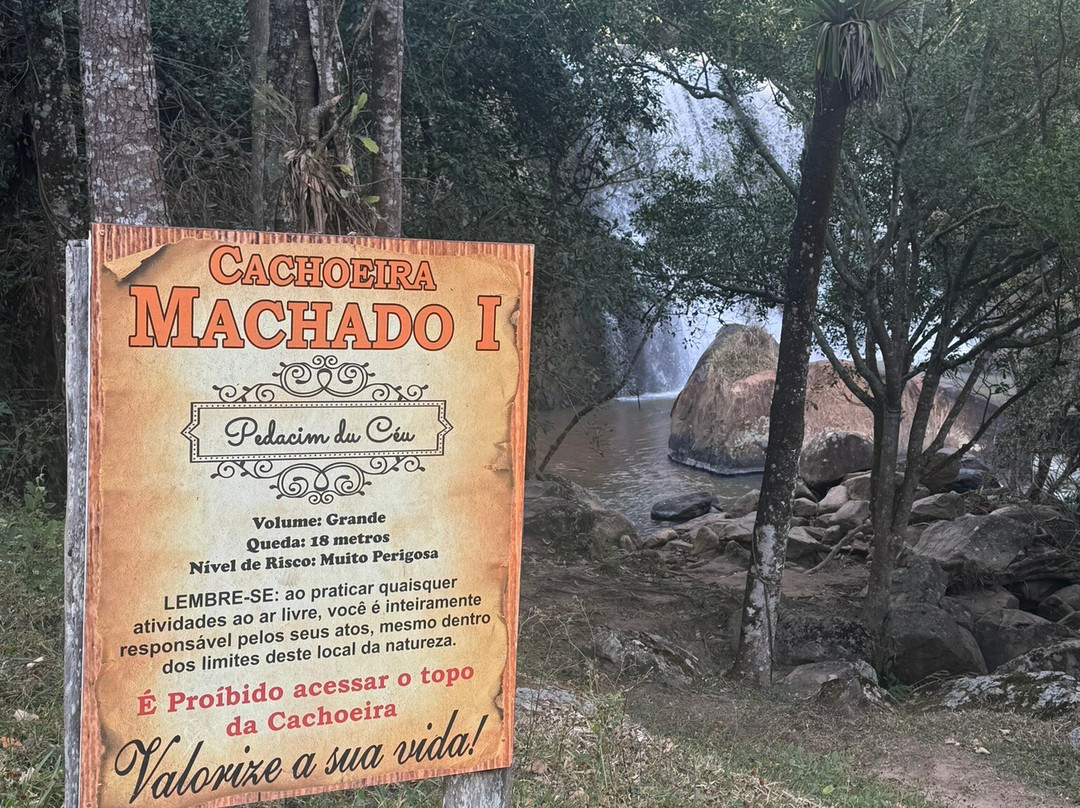 CACHOEIRA
MACHADO I
Pedacim du Céu
Volume: Grande
Queda: 18 metros
Nível de Risco: Muito Perigosa
LEMBRE-SE: ao praticar quaisquer
atividades ao ar livre, você é inteiramente
responsável pelos seus atos, mesmo dentro
dos limites deste local da natureza.
É Proíbido acessar o topo
da Cachoeira
Valorize a sua vida!